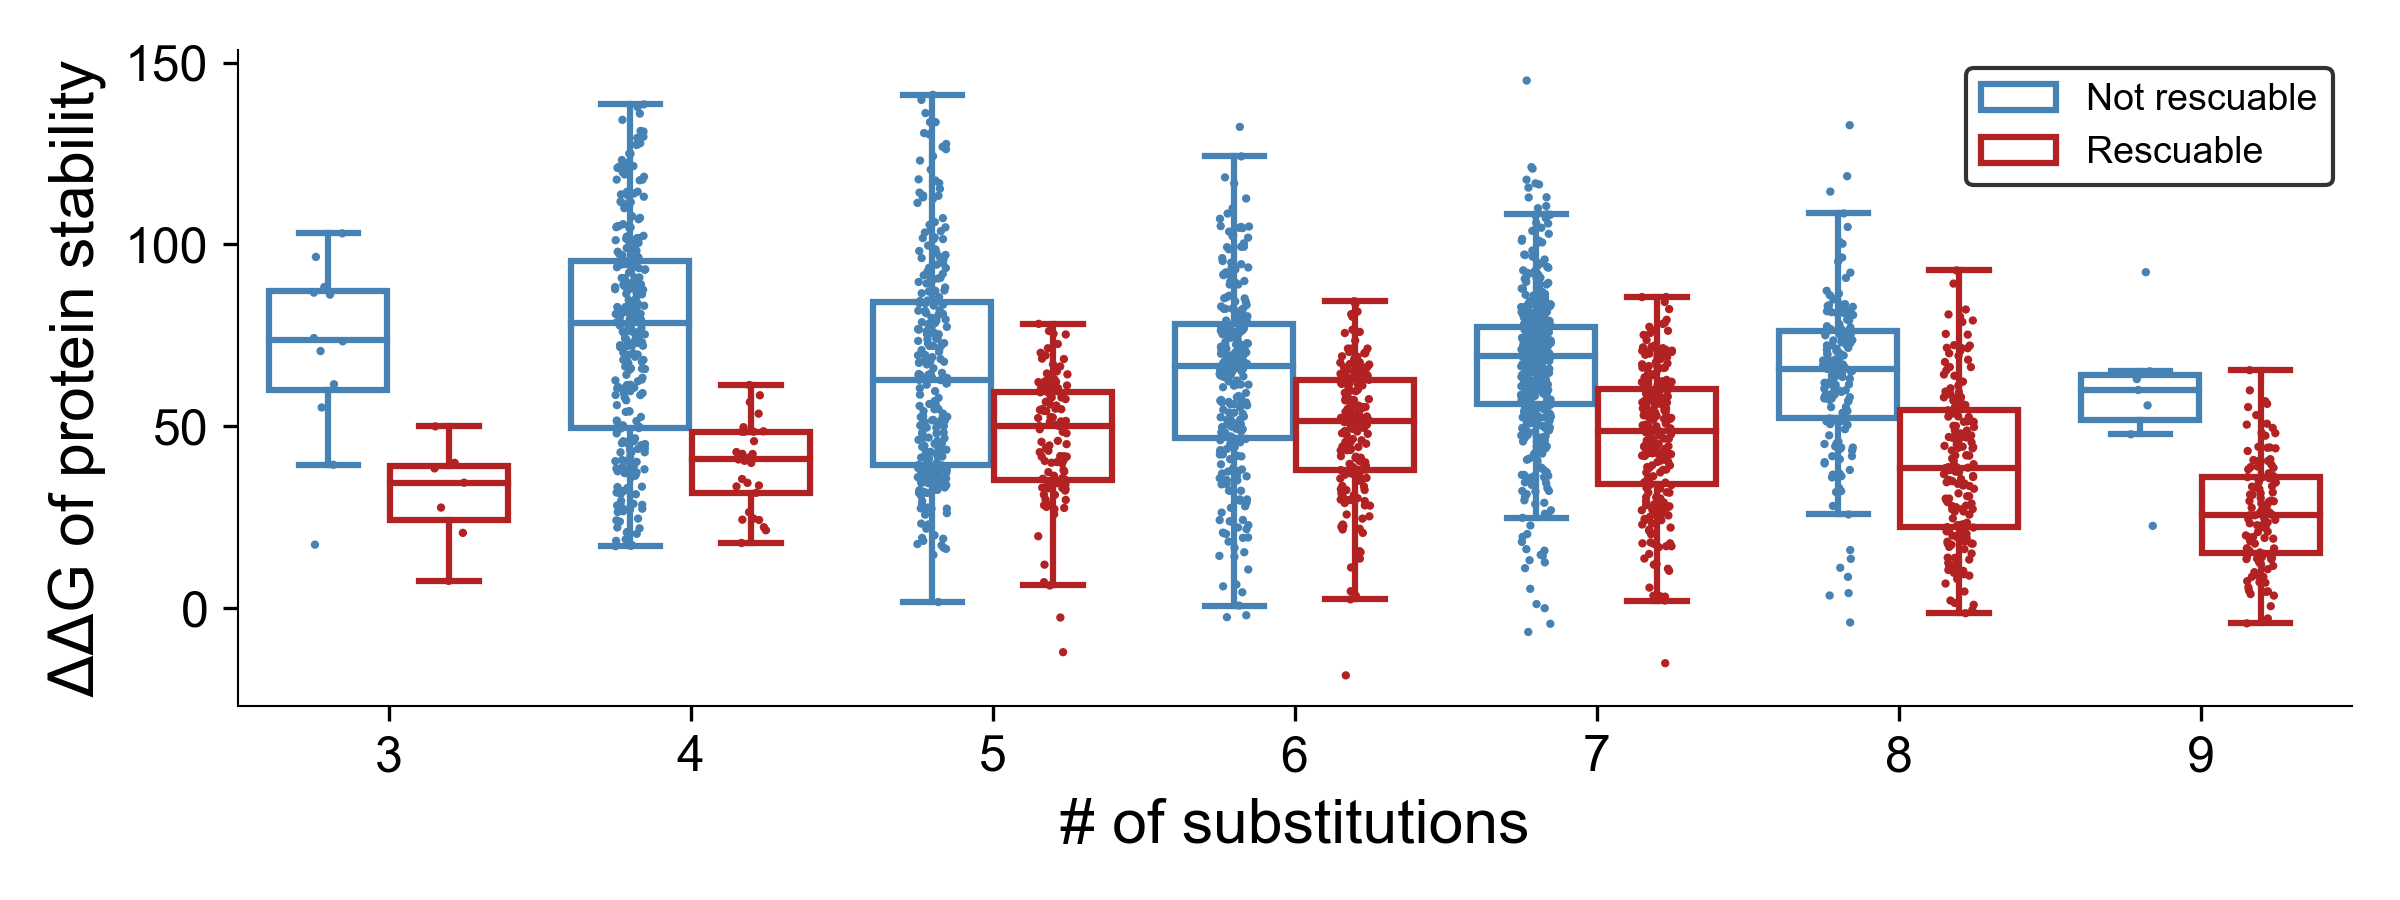 ΔΔG of protein stability
150
100
50
0
3 4 5 6 7 8 9
# of substitutions
Not rescuable
Rescuable